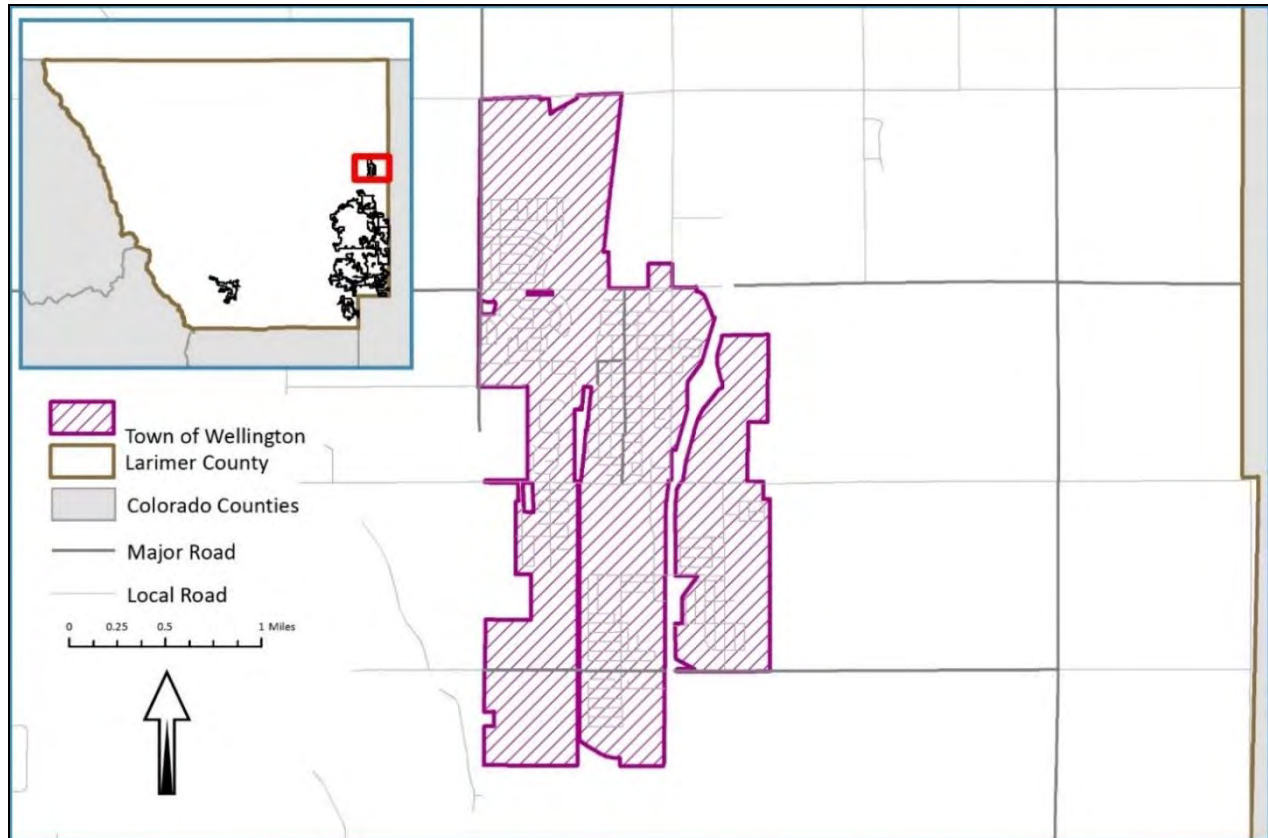 Town of Wellington
Larimer County
Colorado Counties
Major Road
Local Road
0 0.25 0.5 1 Miles